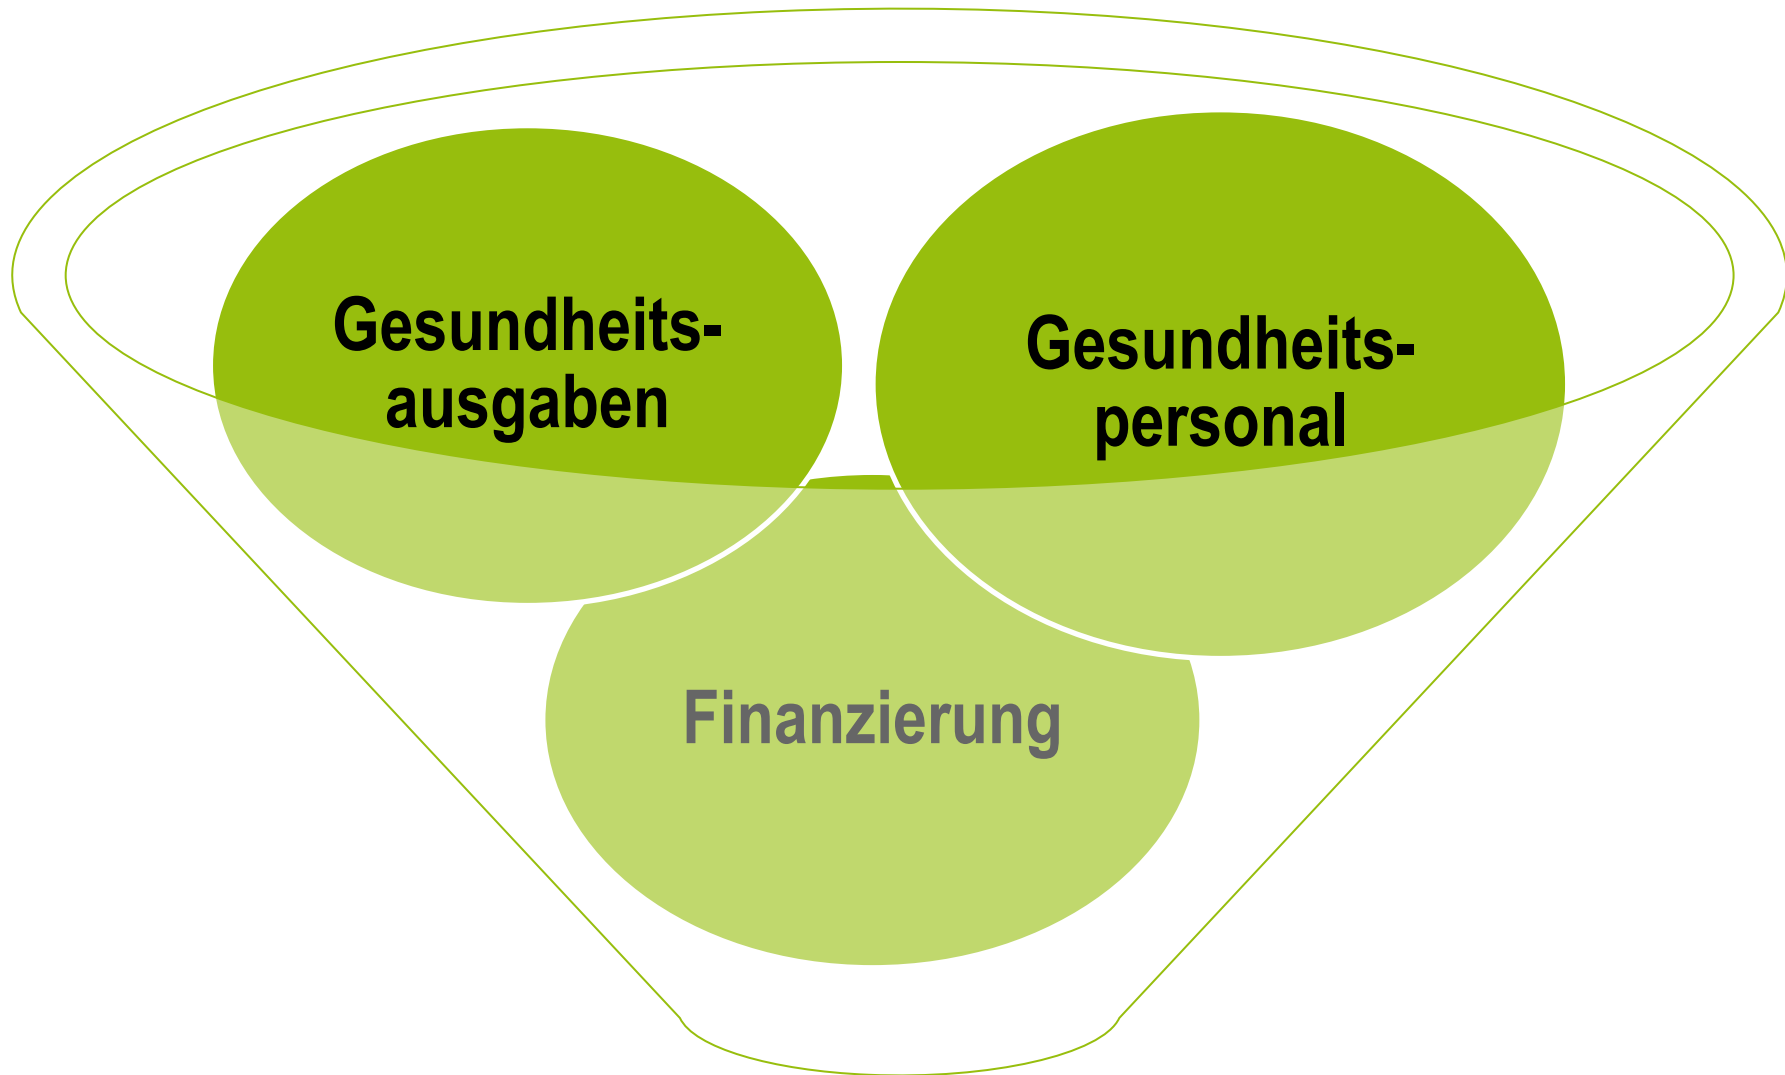 Gesundheits-
ausgaben
Gesundheits-
personal
Finanzierung